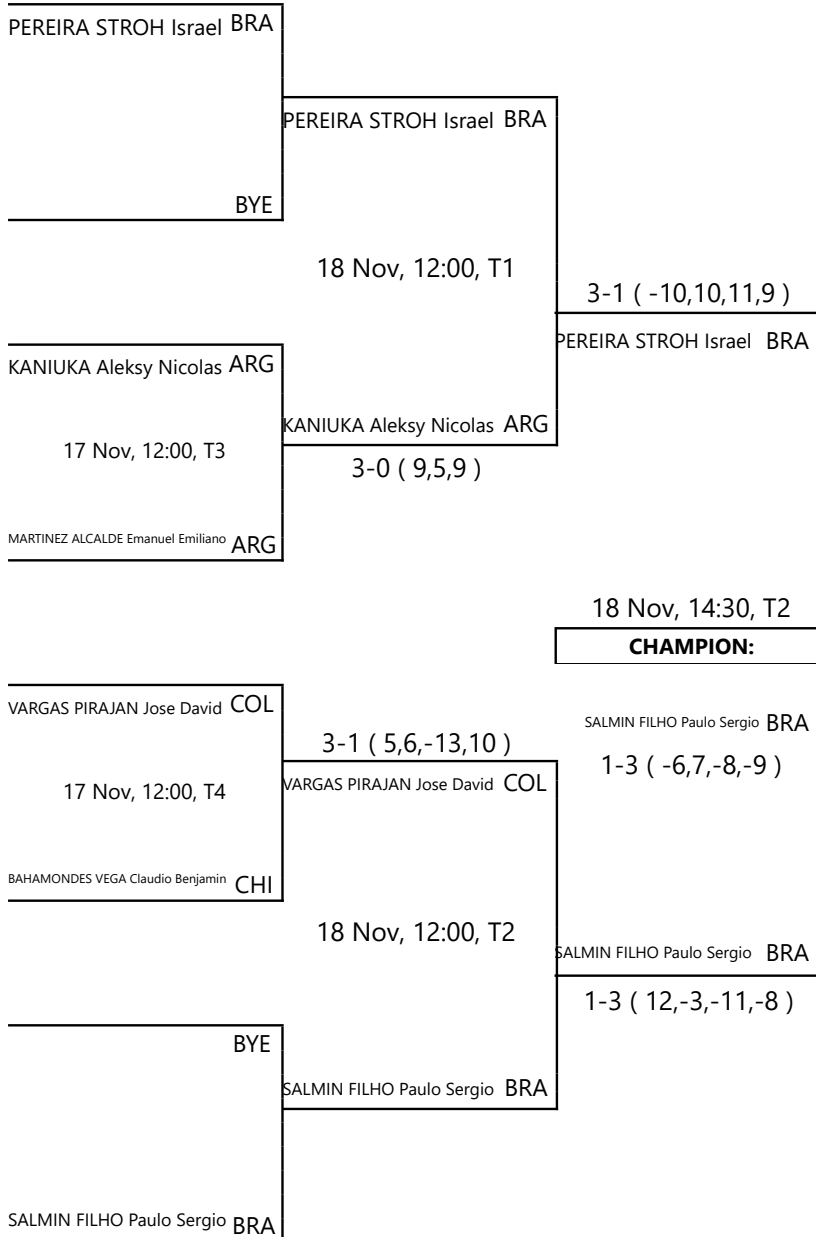 PEREIRA STROH Israel BRA
PEREIRA STROH Israel BRA
BYE
18 Nov, 12:00, T1
3-1 ( -10,10,11,9 )
PEREIRA STROH Israel BRA
KANIUKA Aleksy Nicolas ARG
KANIUKA Aleksy Nicolas ARG
17 Nov, 12:00, T3
3-0 ( 9,5,9 )
MARTINEZ ALCALDE Emanuel Emiliano ARG
18 Nov, 14:30, T2
CHAMPION:
VARGAS PIRAJAN Jose David COL
SALMIN FILHO Paulo Sergio BRA
3-1 ( 5,6,-13,10 )
1-3 ( -6,7,-8,-9 )
17 Nov, 12:00, T4
VARGAS PIRAJAN Jose David COL
BAHAMONDES VEGA Claudio Benjamin CHI
18 Nov, 12:00, T2
SALMIN FILHO Paulo Sergio BRA
1-3 ( 12,-3,-11,-8 )
BYE
SALMIN FILHO Paulo Sergio BRA
SALMIN FILHO Paulo Sergio BRA